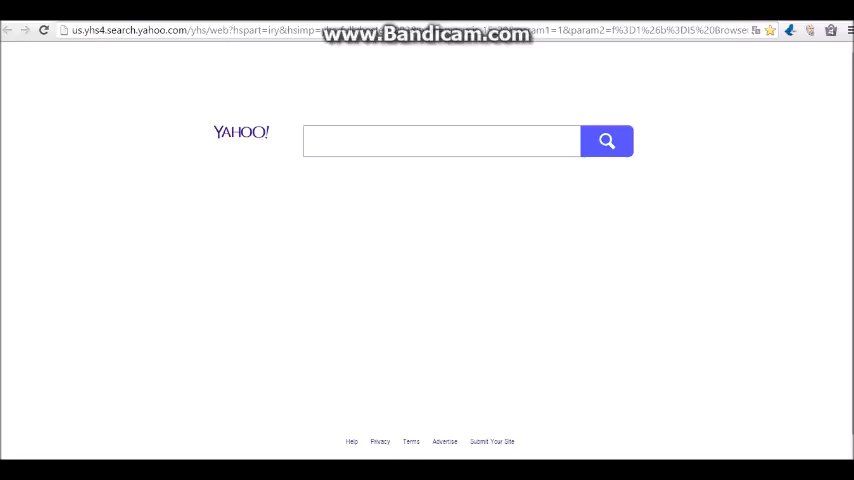 www.Bandicam.com
us.yhs4.search.yahoo.com/yhs/web?hspart=iry&hsimp= ram1=1&param2=f%3D1%26b%3DIS%20Browse
YAHOO!
Help Privacy Terms Advertise Submit Your Site